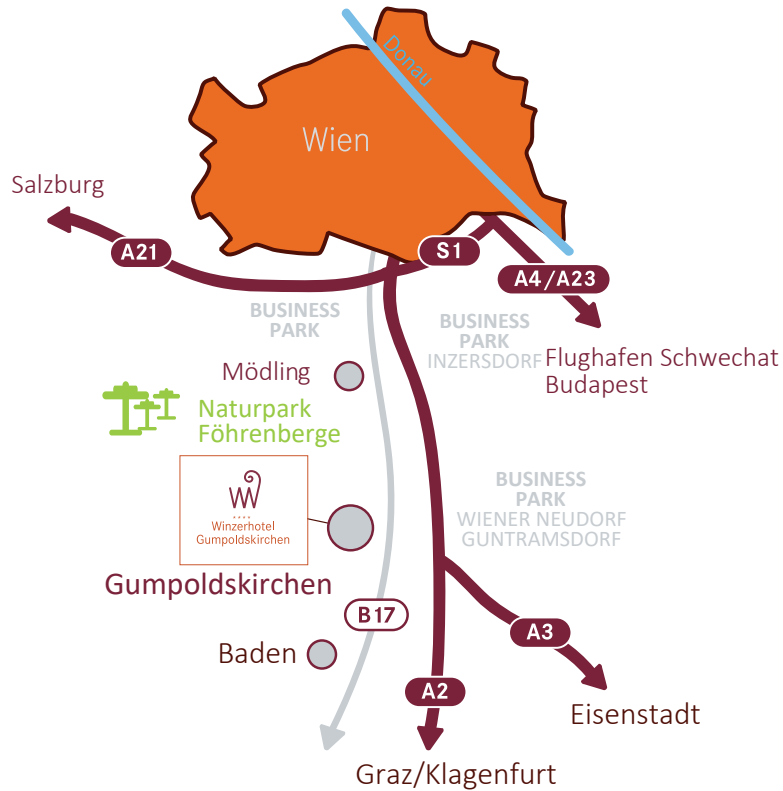 Donau
Wien
Salzburg
A21
S1
A4/A23
BUSINESS
PARK
BUSINESS
PARK
INZERSDORF
Flughafen Schwechat
Budapest
Mödling
Naturpark
Föhrenberge
W
Winzerhotel
Gumpoldskirchen
BUSINESS
PARK
WIENER NEUDORF
GUNTRAMSDORF
Gumpoldskirchen
B17
A3
Baden
A2
Eisenstadt
Graz/Klagenfurt